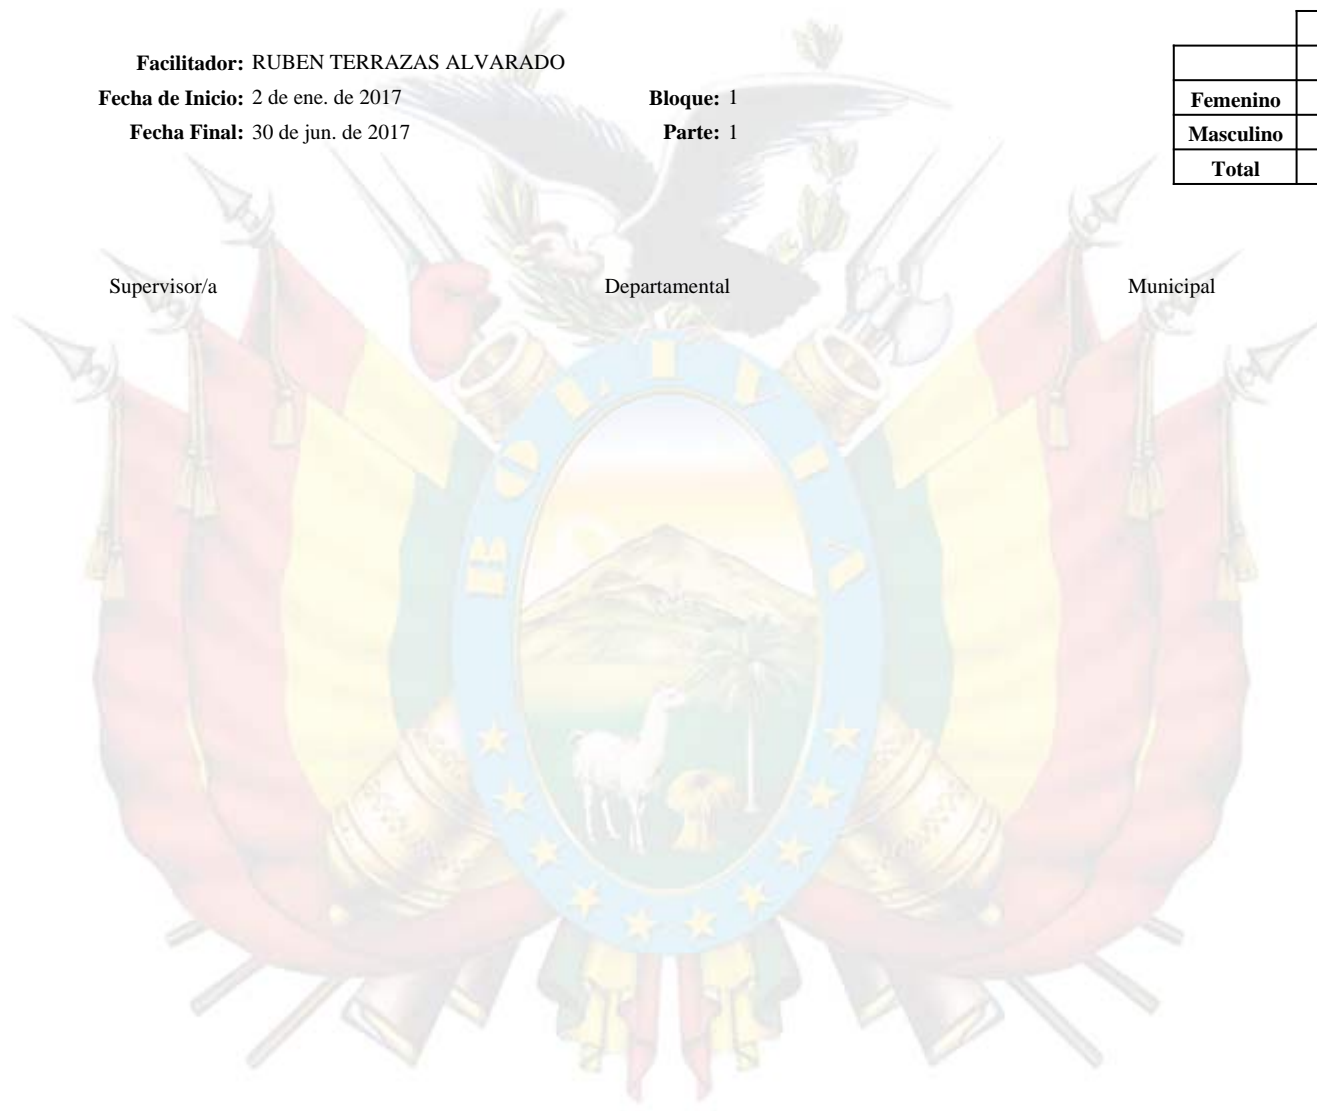 Facilitador: RUBEN TERRAZAS ALVARADO
Fecha de Inicio: 2 de ene. de 2017 Bloque: 1
Fecha Final: 30 de jun. de 2017 Parte: 1
Femenino
Masculino
Total
Supervisor/a Departamental Municipal
BOLIVIA